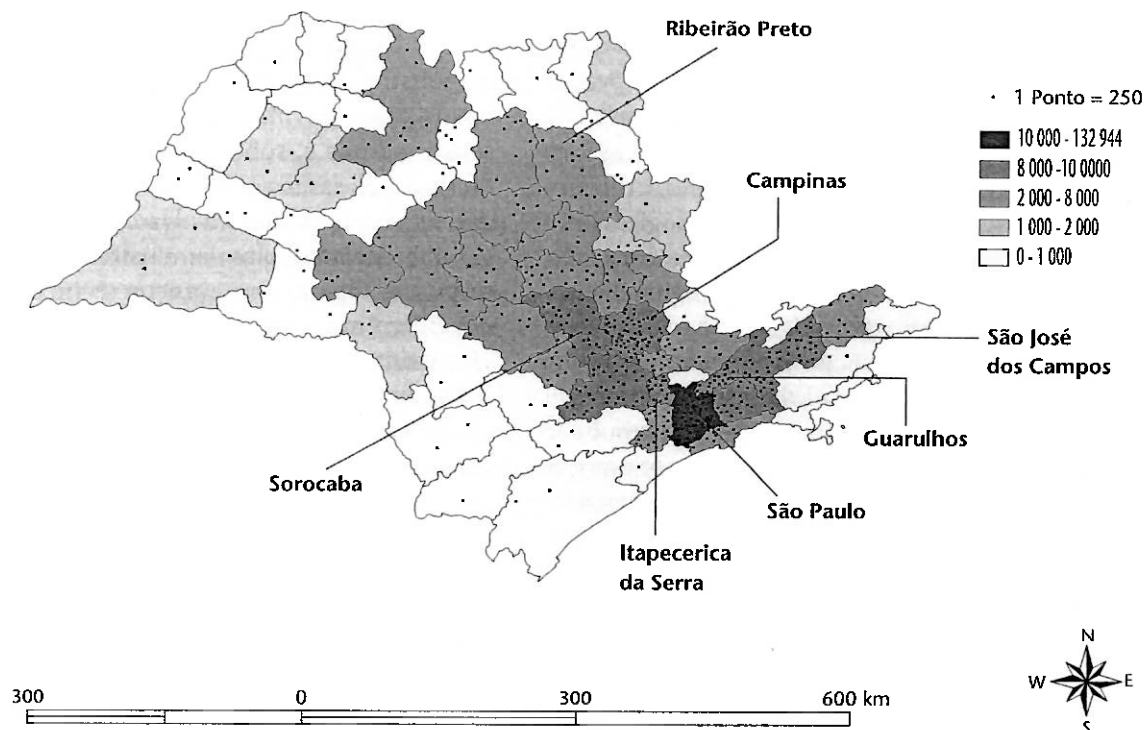 Ribeirão Preto
• 1 Ponto = 250
10 000 - 132 944
8 000 -10 0000
2 000 - 8 000
1 000 - 2 000
0 - 1 000
Campinas
São José
dos Campos
Guarulhos
Sorocaba
São Paulo
Itapecerica
da Serra
N
W E
S
300 0 300 600 km